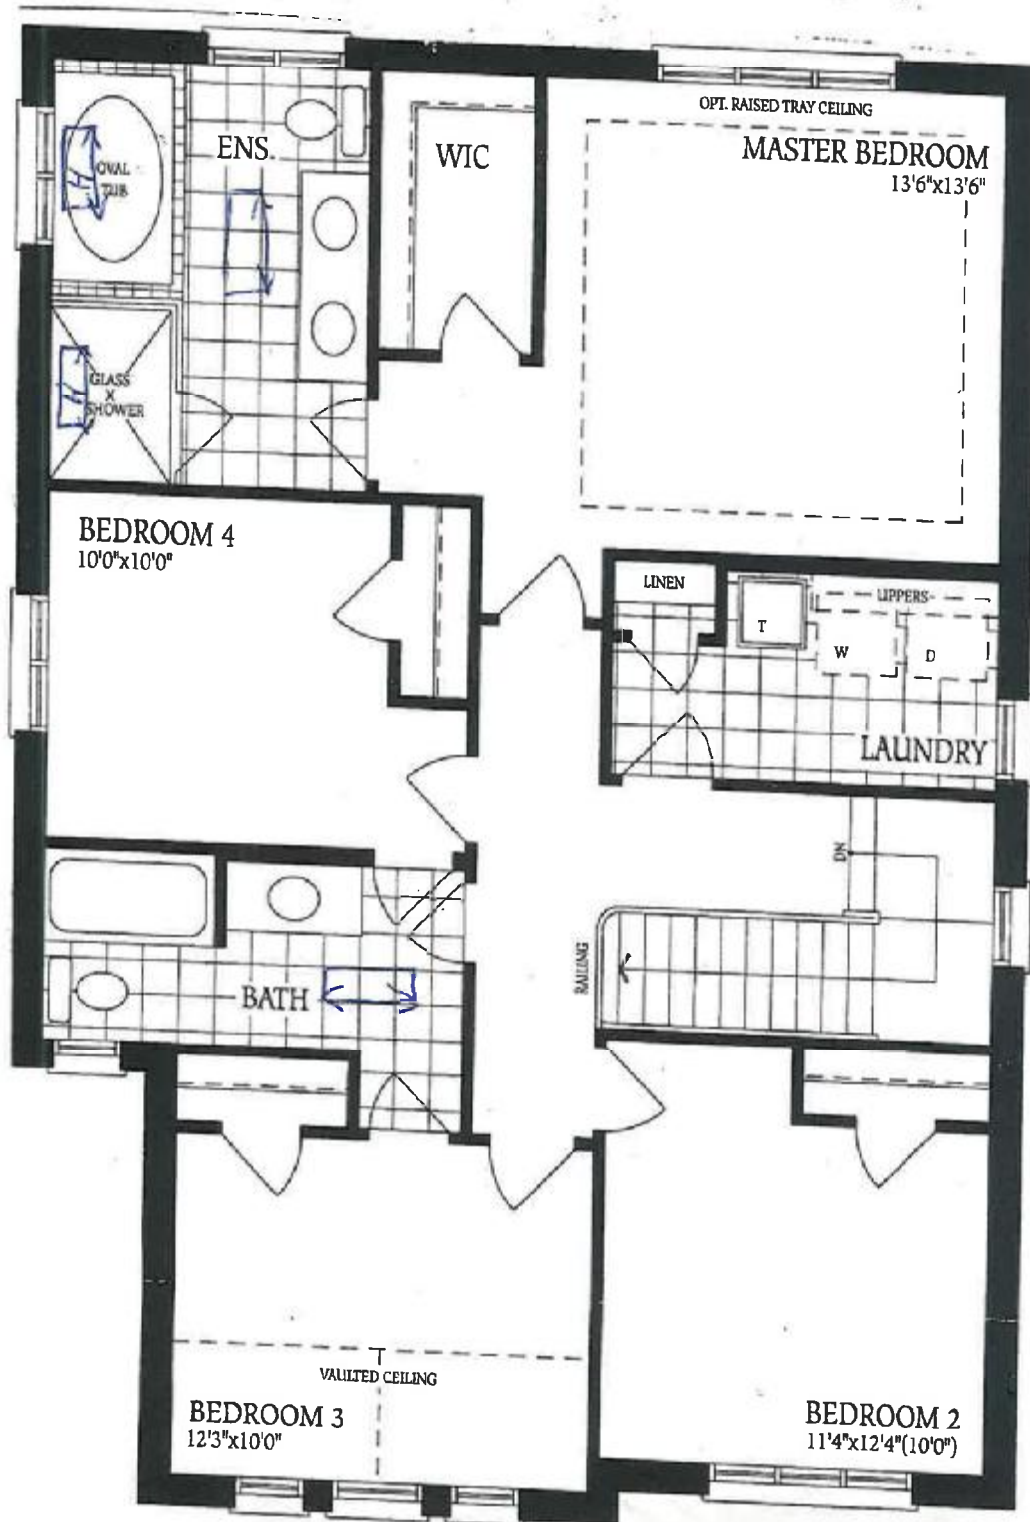 OPT. RAISED TRAY CEILING
ENS.
WIC
MASTER BEDROOM
13'6"x13'6"
OVAL
TUB
GLASS
SHOWER
BEDROOM 4
10'0"x10'0"
LINEN
UPPERS
T
W
D
LAUNDRY
DN
RAILING
BATH
VAULTED CEILING
BEDROOM 3
12'3"x10'0"
BEDROOM 2
11'4"x12'4"(10'0")